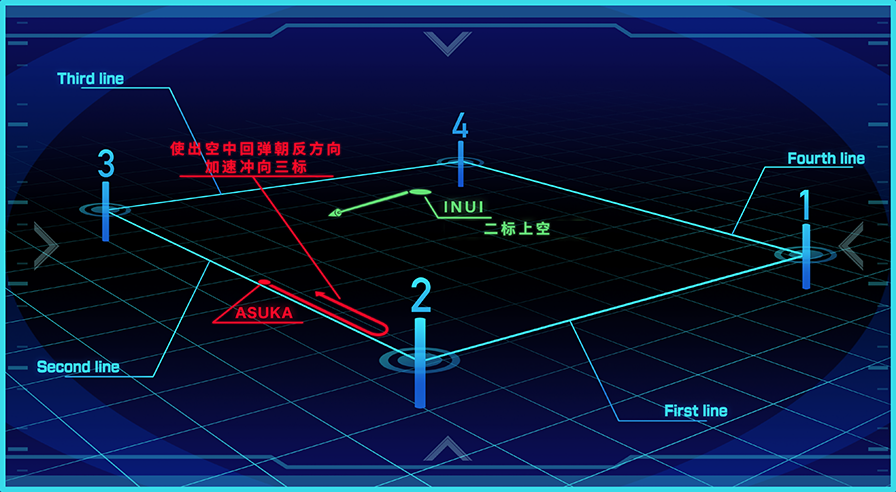 Third line
4
使出空中回弹朝反方向
加速冲向三标
3
Fourth line
1
INUI
二标上空
2
ASUKA
Second line
First line